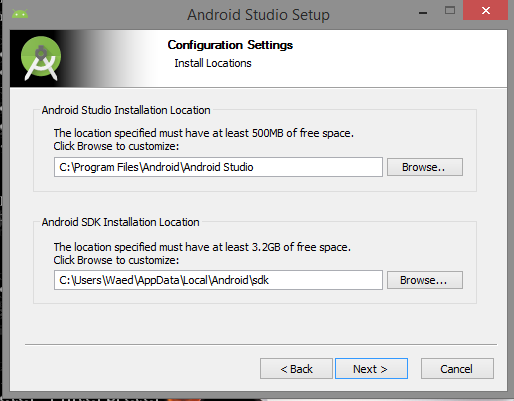 Android Studio Setup
Configuration Settings
Install Locations
Android Studio Installation Location
The location specified must have at least 500MB of free space.
Click Browse to customize:
C:\Program Files\Android\Android Studio
Browse..
Android SDK Installation Location
The location specified must have at least 3.2GB of free space.
Click Browse to customize:
C:\Users\Waed\AppData\Local\Android\sdk
Browse...
< Back
Next >
Cancel